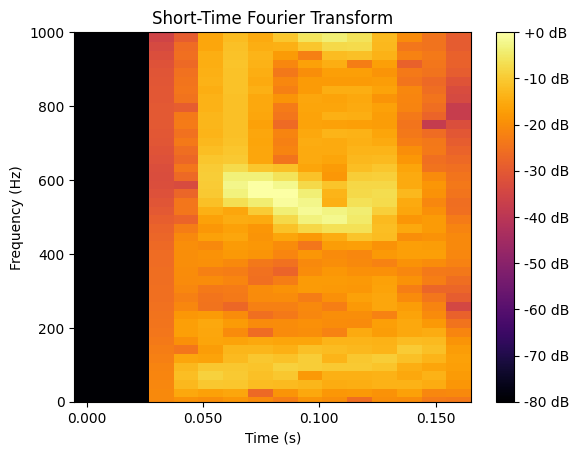 Short-Time Fourier Transform
Frequency (Hz)
1000
800
600
400
200
0
0.000
0.050
0.100
0.150
Time (s)
+0 dB
-10 dB
-20 dB
-30 dB
-40 dB
-50 dB
-60 dB
-70 dB
-80 dB